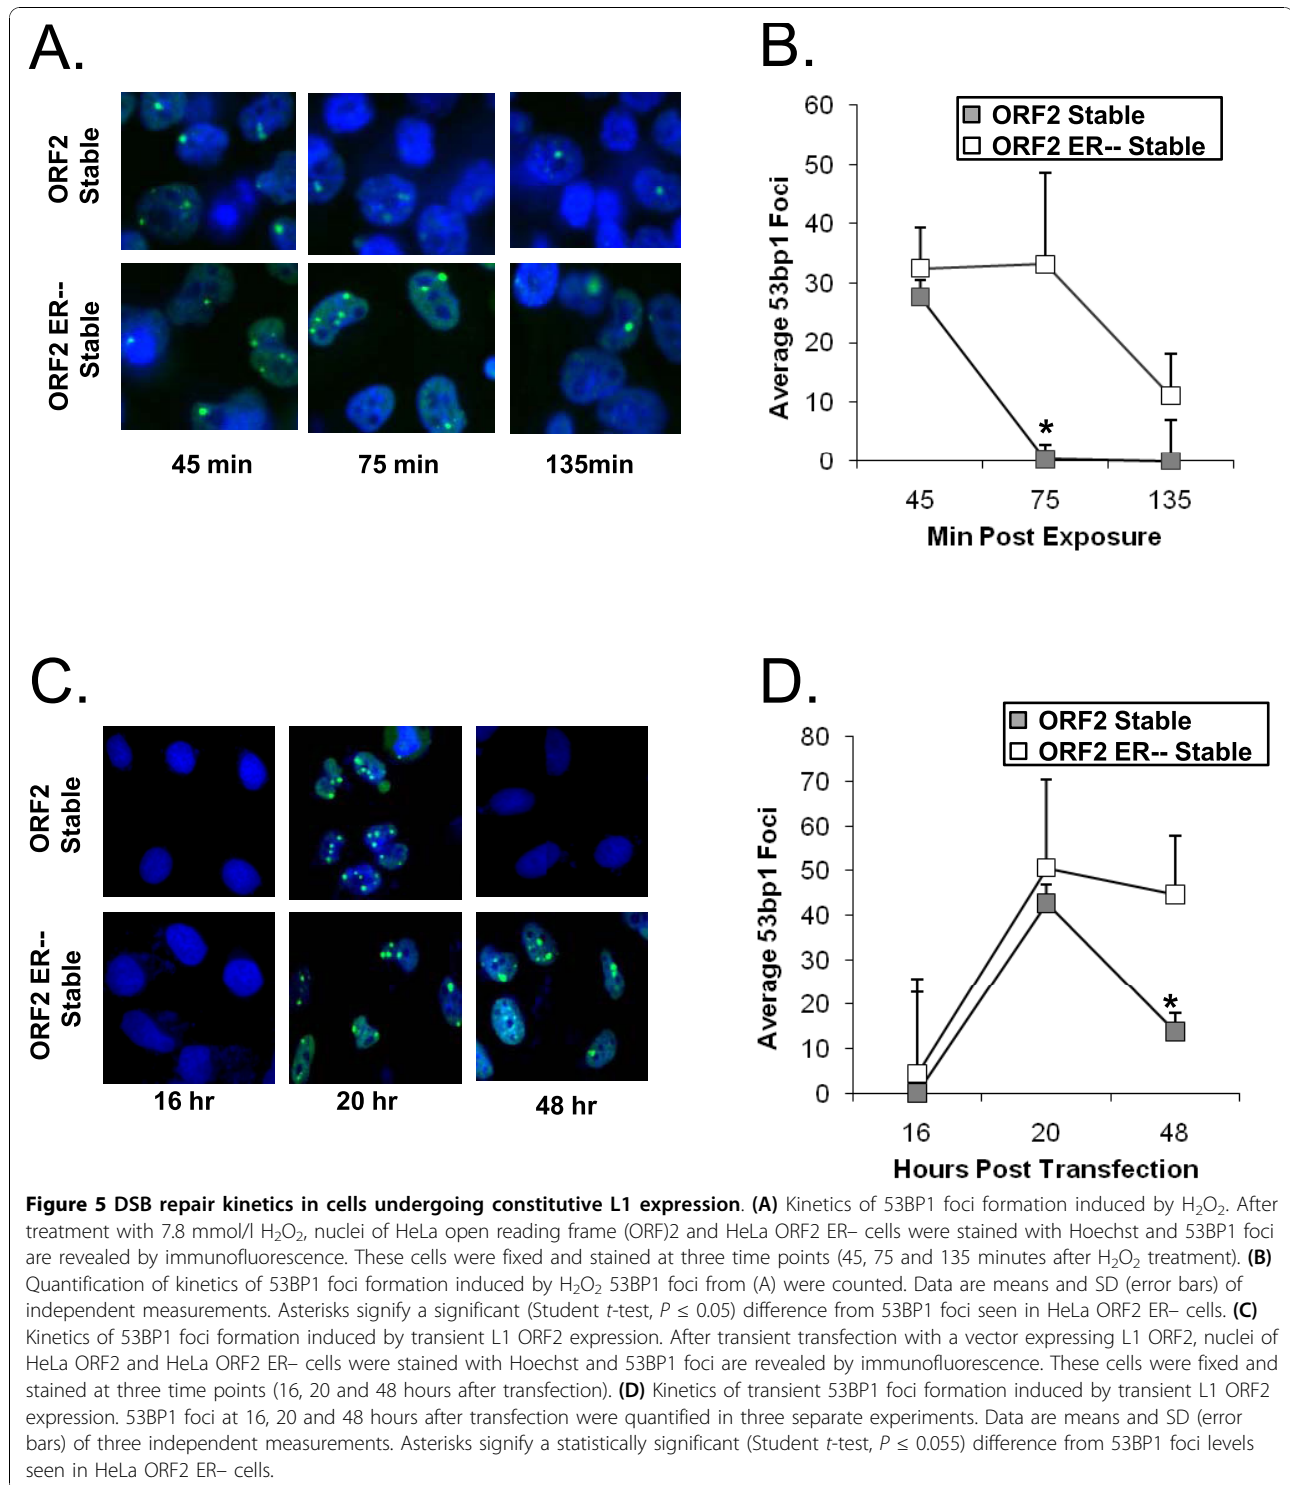 A.
ORF2
Stable
ORF2 ER--
Stable
45 min
75 min
135min
B.
ORF2 Stable
ORF2 ER-- Stable
60
50
40
30
20
10
0
Average 53bp1 Foci
45
75
135
Min Post Exposure
*
C.
ORF2
Stable
ORF2 ER--
Stable
16 hr
20 hr
48 hr
D.
ORF2 Stable
ORF2 ER-- Stable
80
70
60
50
40
30
20
10
0
Average 53bp1 Foci
*
16
20
48
Hours Post Transfection
Figure 5 DSB repair kinetics in cells undergoing constitutive L1 expression. (A) Kinetics of 53BP1 foci formation induced by H₂O₂. After
treatment with 7.8 mmol/l H₂O₂, nuclei of HeLa open reading frame (ORF)2 and HeLa ORF2 ER– cells were stained with Hoechst and 53BP1 foci
are revealed by immunofluorescence. These cells were fixed and stained at three time points (45, 75 and 135 minutes after H₂O₂ treatment). (B)
Quantification of kinetics of 53BP1 foci formation induced by H₂O₂ 53BP1 foci from (A) were counted. Data are means and SD (error bars) of
independent measurements. Asterisks signify a significant (Student t-test, P ≤ 0.05) difference from 53BP1 foci seen in HeLa ORF2 ER– cells. (C)
Kinetics of 53BP1 foci formation induced by transient L1 ORF2 expression. After transient transfection with a vector expressing L1 ORF2, nuclei of
HeLa ORF2 and HeLa ORF2 ER– cells were stained with Hoechst and 53BP1 foci are revealed by immunofluorescence. These cells were fixed and
stained at three time points (16, 20 and 48 hours after transfection). (D) Kinetics of transient 53BP1 foci formation induced by transient L1 ORF2
expression. 53BP1 foci at 16, 20 and 48 hours after transfection were quantified in three separate experiments. Data are means and SD (error
bars) of three independent measurements. Asterisks signify a statistically significant (Student t-test, P ≤ 0.055) difference from 53BP1 foci levels
seen in HeLa ORF2 ER– cells.